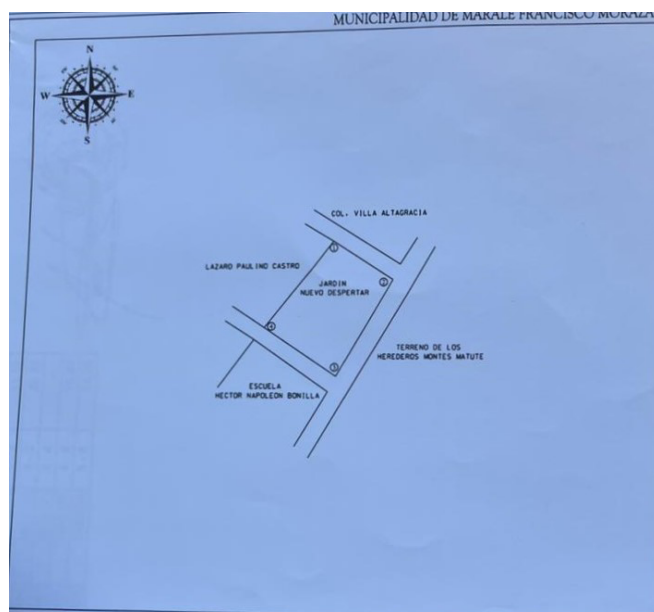 MUNICIPALIDAD DE MARALE FRANCISCO MORAZA
N
W E
S
COL. VILLA ALTAGRACIA
1
LAZARO PAULINO CASTRO
JARDIN
NUEVO DESPERTAR
2
4
TERRENO DE LOS
HEREDEROS MONTES MATUTE
3
ESCUELA
HECTOR NAPOLEON BONILLA